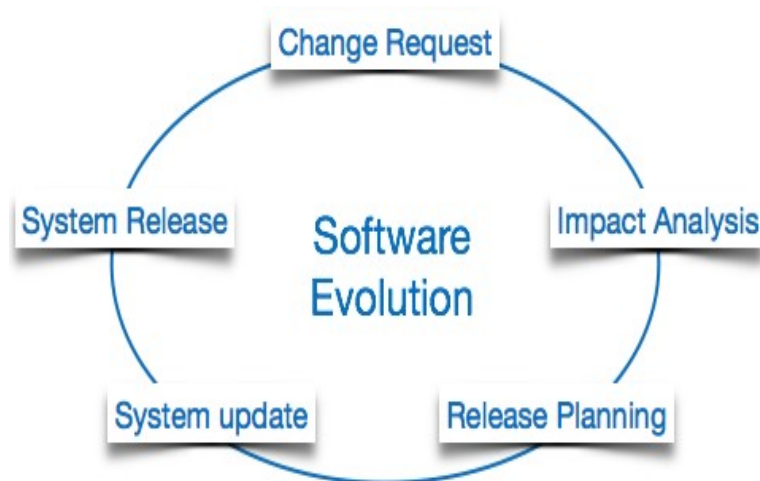 Change Request
System Release
Impact Analysis
Software
Evolution
System update
Release Planning